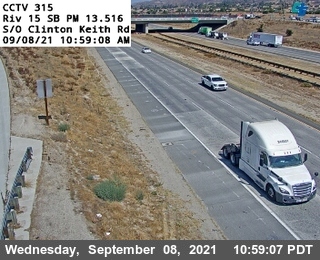 CCTV 315
Riv 15 SB PM 13.516
S/O Clinton Keith Rd
09/08/21 10:59:08 AM
Wednesday, September 08, 2021 10:59:07 PDT